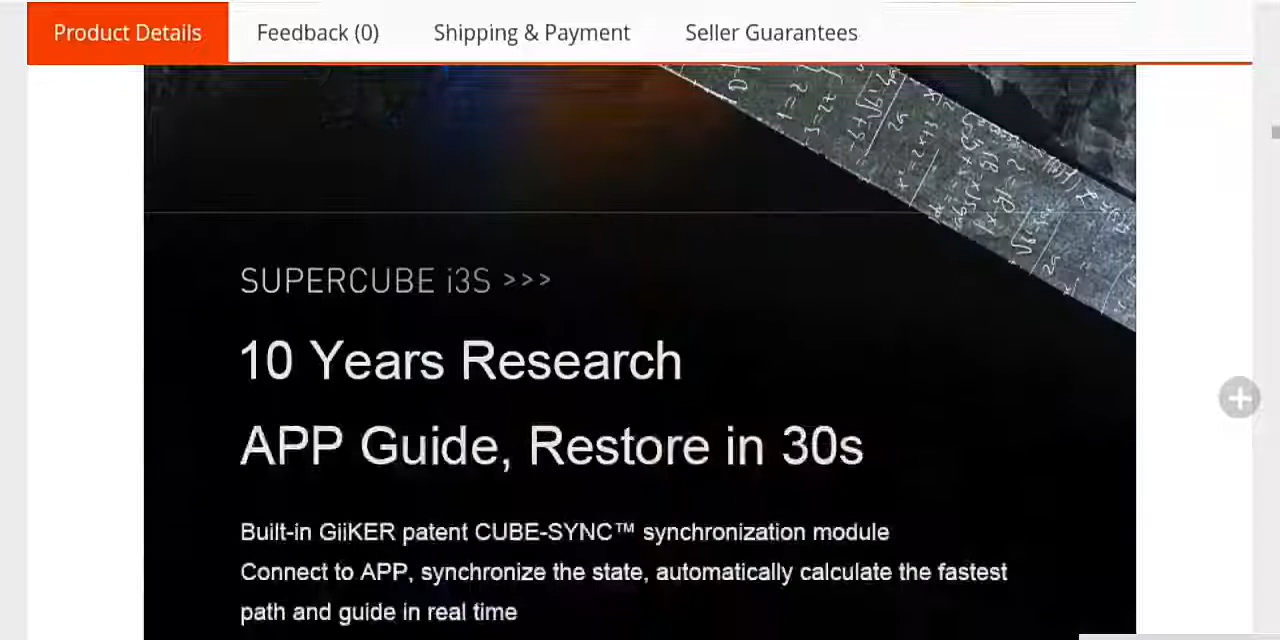 Product Details Feedback (0) Shipping & Payment Seller Guarantees
SUPERCUBE i3S >>>
10 Years Research
APP Guide, Restore in 30s
Built-in GiiKER patent CUBE-SYNC™ synchronization module
Connect to APP, synchronize the state, automatically calculate the fastest
path and guide in real time